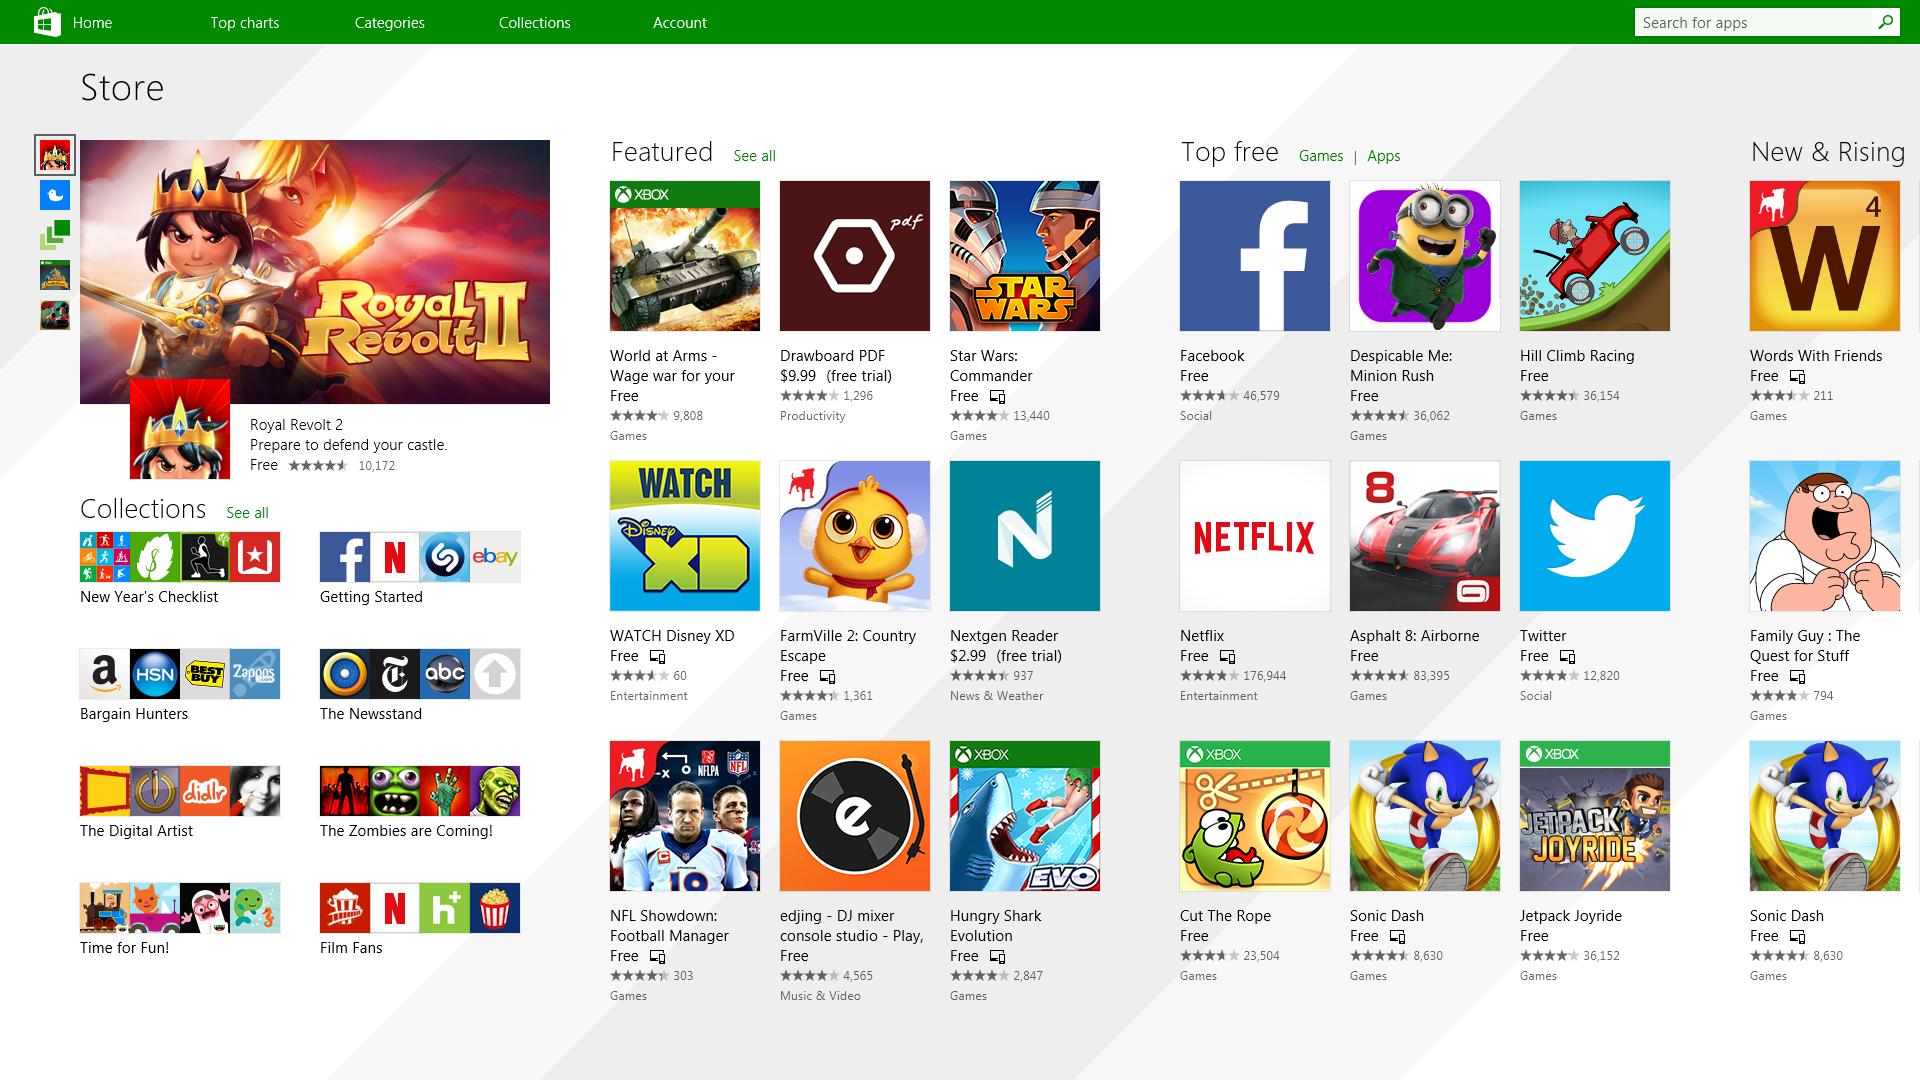 Home
Top charts
Categories
Collections
Account
Search for apps
Store
Royal
Revolt II
Royal Revolt 2
Prepare to defend your castle.
Free 10,172
Collections See all
New Year's Checklist
ebay
Getting Started
a
HSN
BEST BUY
Zappos.com
Bargain Hunters
abc
The Newsstand
didlr
The Digital Artist
The Zombies are Coming!
Time for Fun!
N
h+
Film Fans
Featured See all
XBOX
World at Arms -
Wage war for your
Free
9,808
Games
pdf
Drawboard PDF
$9.99 (free trial)
1,296
Productivity
STAR
WARS
Star Wars:
Commander
Free
13,440
Games
WATCH
Disney
XD
WATCH Disney XD
Free
60
Entertainment
FarmVille 2: Country
Escape
Free
1,361
Games
N
Nextgen Reader
$2.99 (free trial)
937
News & Weather
NFLPA
NFL
NFL Showdown:
Football Manager
Free
303
Games
e
edjing - DJ mixer
console studio - Play,
Free
4,565
Music & Video
XBOX
EVO
Hungry Shark
Evolution
Free
2,847
Games
Top free Games | Apps
f
Facebook
Free
46,579
Social
Despicable Me:
Minion Rush
Free
36,062
Games
Hill Climb Racing
Free
36,154
Games
NETFLIX
Netflix
Free
176,944
Entertainment
8
Asphalt 8: Airborne
Free
83,395
Games
Twitter
Free
12,820
Social
XBOX
Cut The Rope
Free
23,504
Games
Sonic Dash
Free
8,630
Games
XBOX
JETPACK
JOYRIDE
Jetpack Joyride
Free
36,152
Games
New & Rising
4
W
Words With Friends
Free
211
Games
Family Guy : The
Quest for Stuff
Free
794
Games
Sonic Dash
Free
8,630
Games